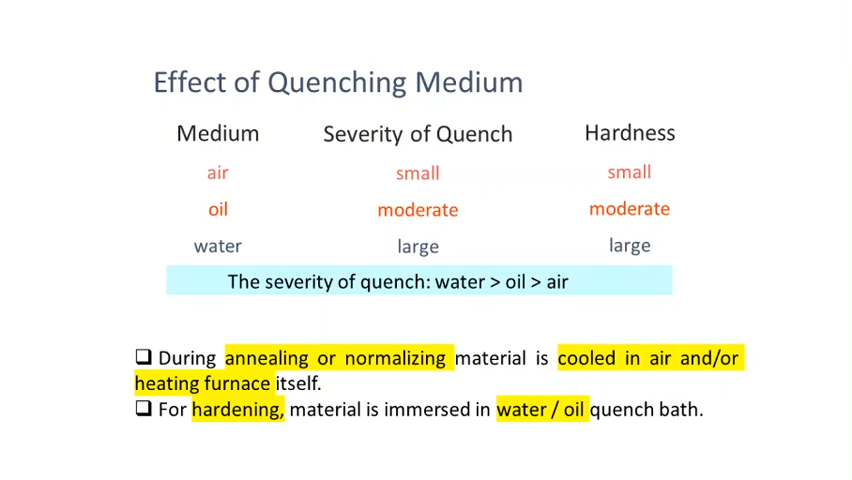 Effect of Quenching Medium
Medium Severity of Quench Hardness
air small small
oil moderate moderate
water large large
The severity of quench: water > oil > air
❑ During annealing or normalizing material is cooled in air and/or
heating furnace itself.
❑ For hardening, material is immersed in water / oil quench bath.